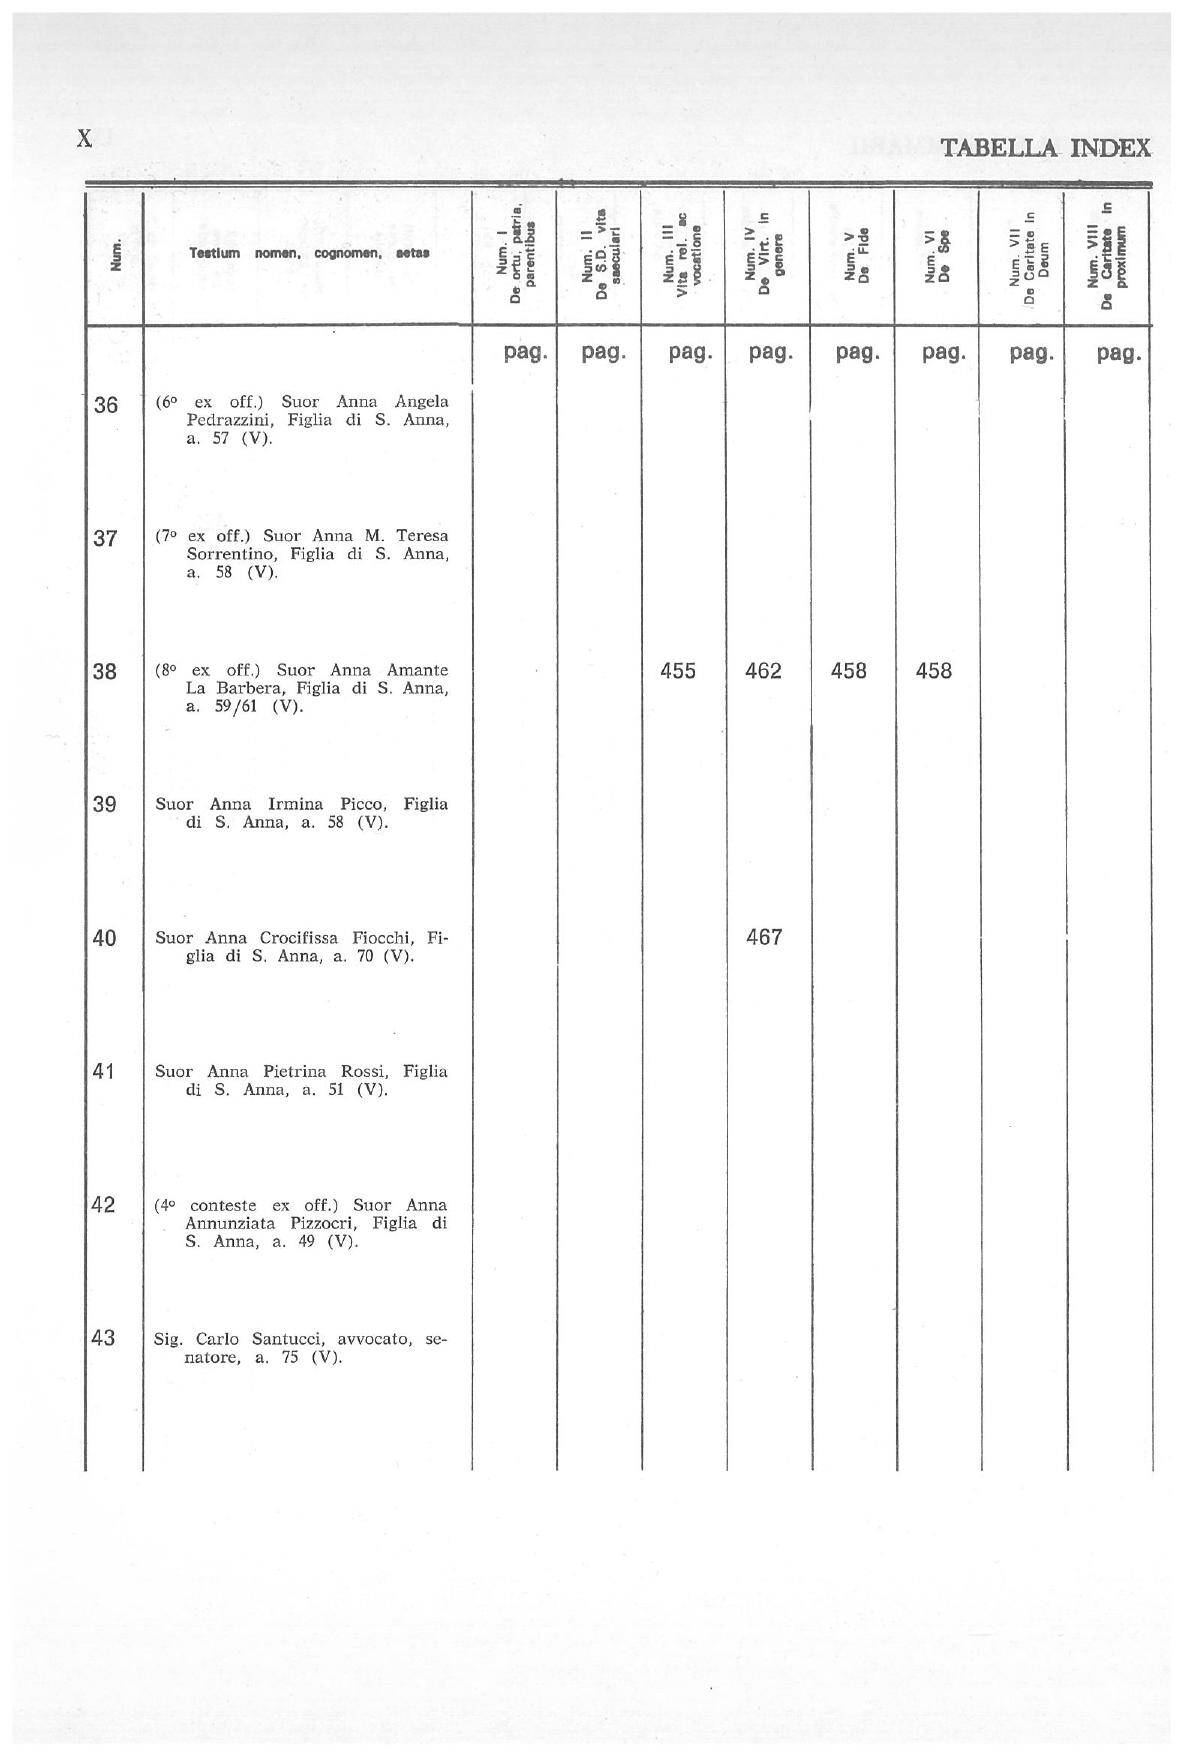 X
TABELLA INDEX
Num.
Testium nomen, cognomen, aetas
Num. I
De ortu, patria,
parentibus
Num. II
De S.D. vita
saeculari
Num. III
Vita rel. ac
vocatione
Num. IV
De Virt. in
genere
Num. V
De Fide
Num. VI
De Spe
Num. VII
De Caritate in
Deum
Num. VIII
De Caritate in
proximum
pag. pag. pag. pag. pag. pag. pag. pag.
36 (6º ex off.) Suor Anna Angela
Pedrazzini, Figlia di S. Anna,
a. 57 (V).
37 (7º ex off.) Suor Anna M. Teresa
Sorrentino, Figlia di S. Anna,
a. 58 (V).
38 (8º ex off.) Suor Anna Amante 455 462 458 458
La Barbera, Figlia di S. Anna,
a. 59/61 (V).
39 Suor Anna Irmina Picco, Figlia
di S. Anna, a. 58 (V).
40 Suor Anna Crocifissa Fiocchi, Fi- 467
glia di S. Anna, a. 70 (V).
41 Suor Anna Pietrina Rossi, Figlia
di S. Anna, a. 51 (V).
42 (4º conteste ex off.) Suor Anna
Annunziata Pizzocri, Figlia di
S. Anna, a. 49 (V).
43 Sig. Carlo Santucci, avvocato, se-
natore, a. 75 (V).